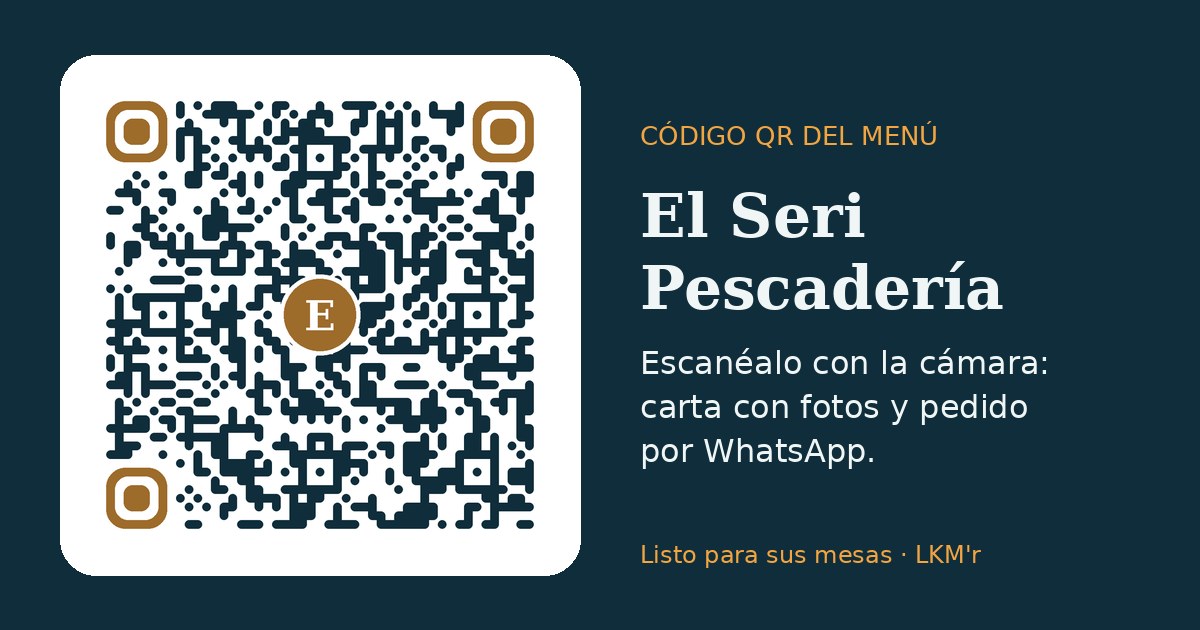 E
CÓDIGO QR DEL MENÚ
El Seri
Pescadería
Escanéalo con la cámara:
carta con fotos y pedido
por WhatsApp.
Listo para sus mesas · LKM'r